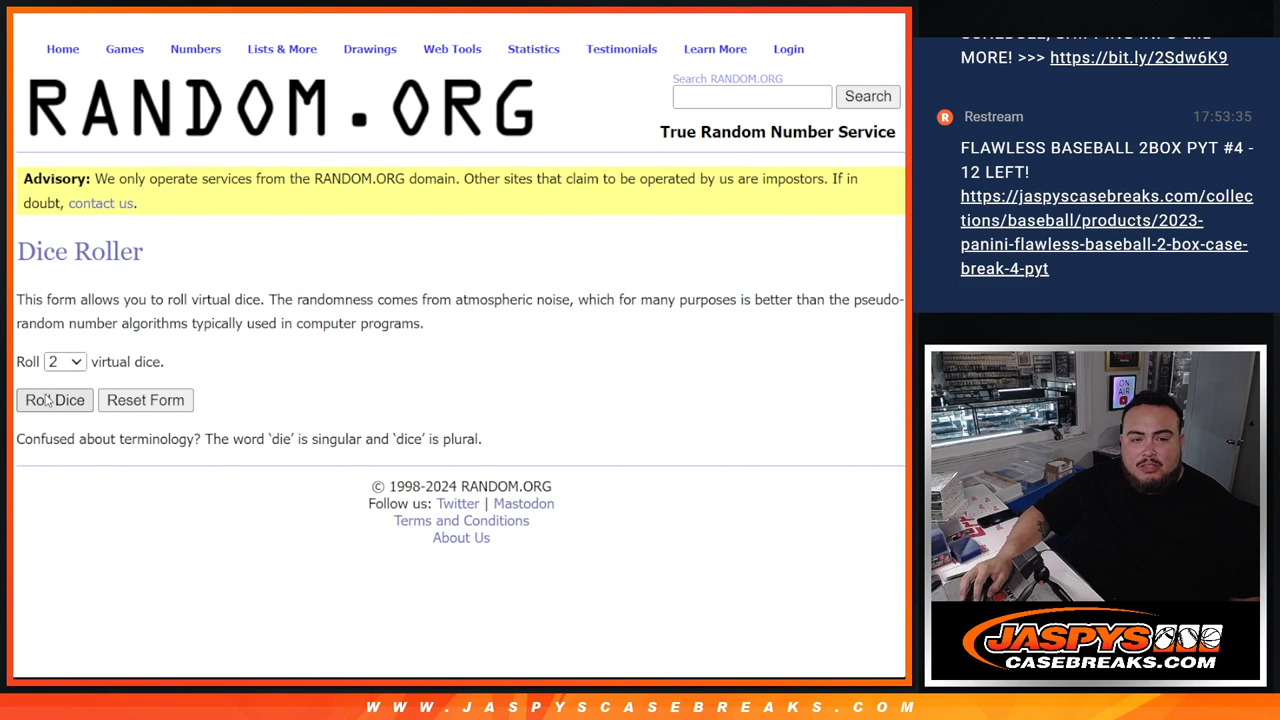 Home Games Numbers Lists & More Drawings Web Tools Statistics Testimonials Learn More Login
RANDOM.ORG
Search RANDOM.ORG
Search
True Random Number Service
Advisory: We only operate services from the RANDOM.ORG domain. Other sites that claim to be operated by us are impostors. If in
doubt, contact us.
Dice Roller
This form allows you to roll virtual dice. The randomness comes from atmospheric noise, which for many purposes is better than the pseudo-
random number algorithms typically used in computer programs.
Roll 2 virtual dice.
Roll Dice Reset Form
Confused about terminology? The word ‘die’ is singular and ‘dice’ is plural.
© 1998-2024 RANDOM.ORG
Follow us: Twitter | Mastodon
Terms and Conditions
About Us
MORE! >>> https://bit.ly/2Sdw6K9
R Restream 17:53:35
FLAWLESS BASEBALL 2BOX PYT #4 -
12 LEFT!
https://jaspyscasebreaks.com/collec
tions/baseball/products/2023-
panini-flawless-baseball-2-box-case-
break-4-pyt
ON
AIR
JASPYS
CASEBREAKS.COM
WWW.JASPYSCASEBREAKS.COM